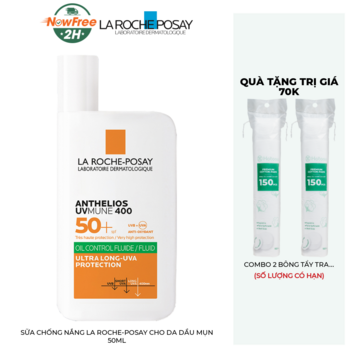 NowFree
2H
LA ROCHE POSAY
LABORATOIRE DERMATOLOGIQUE
LA ROCHE-POSAY
LABORATOIRE DERMATOLOGIQUE
ANTHELIOS
UVMUNE 400
50+
OIL CONTROL FLUIDE / FLUID
ULTRA LONG-UVA
PROTECTION
QUÀ TẶNG TRỊ GIÁ
70K
150
150
COMBO 2 BÔNG TẨY TRA...
(SỐ LƯỢNG CÓ HẠN)
SỮA CHỐNG NẮNG LA ROCHE-POSAY CHO DA DẦU MỤN
50ML